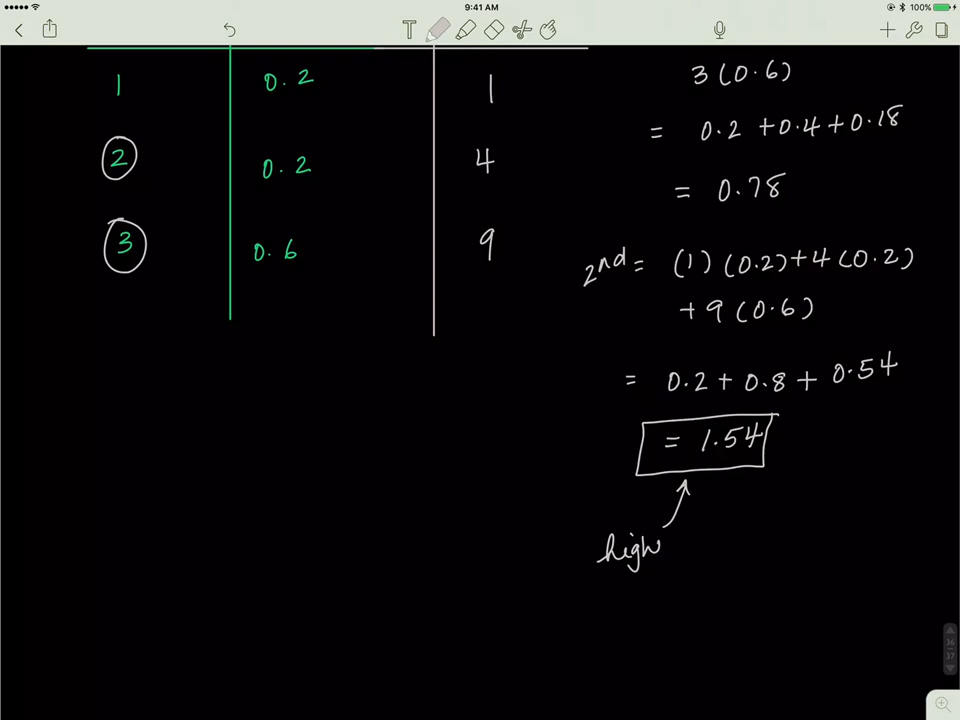 9:41 AM
100%
T
1 0.2 1
2 0.2 4
3 0.6 9
3(0.6)
= 0.2 + 0.4 + 0.18
= 0.78
2nd = (1)(0.2) + 4(0.2)
+ 9(0.6)
= 0.2 + 0.8 + 0.54
= 1.54
high
36
37